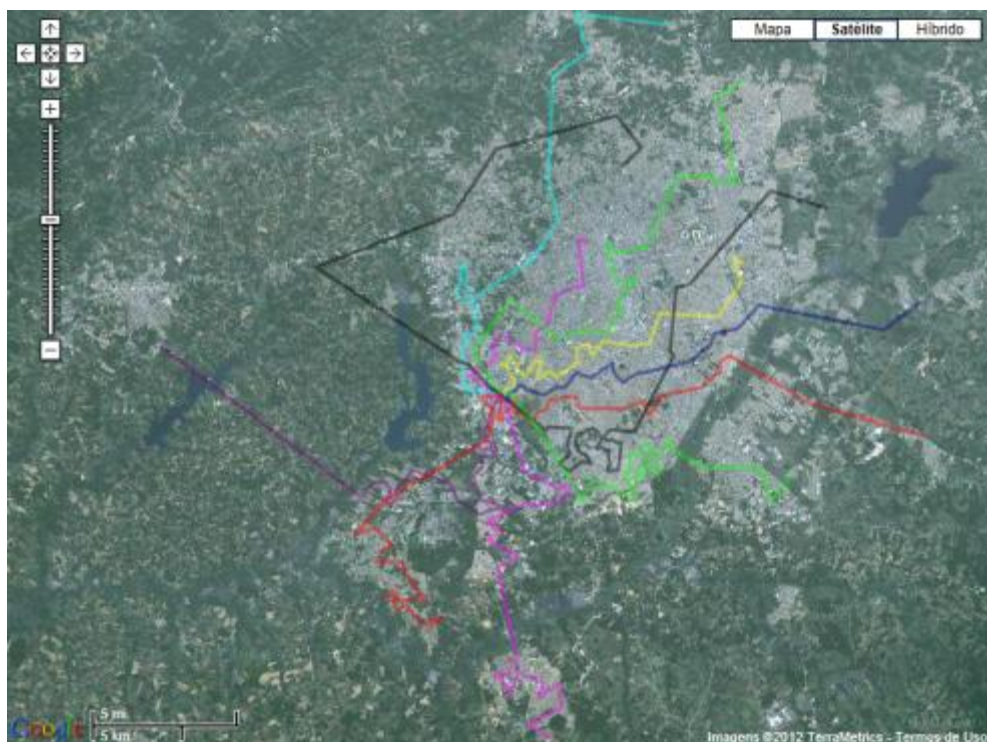 Mapa Satélite Híbrido
5 mi
5 km
Google
Imagens ©2012 TerraMetrics - Termos de Uso